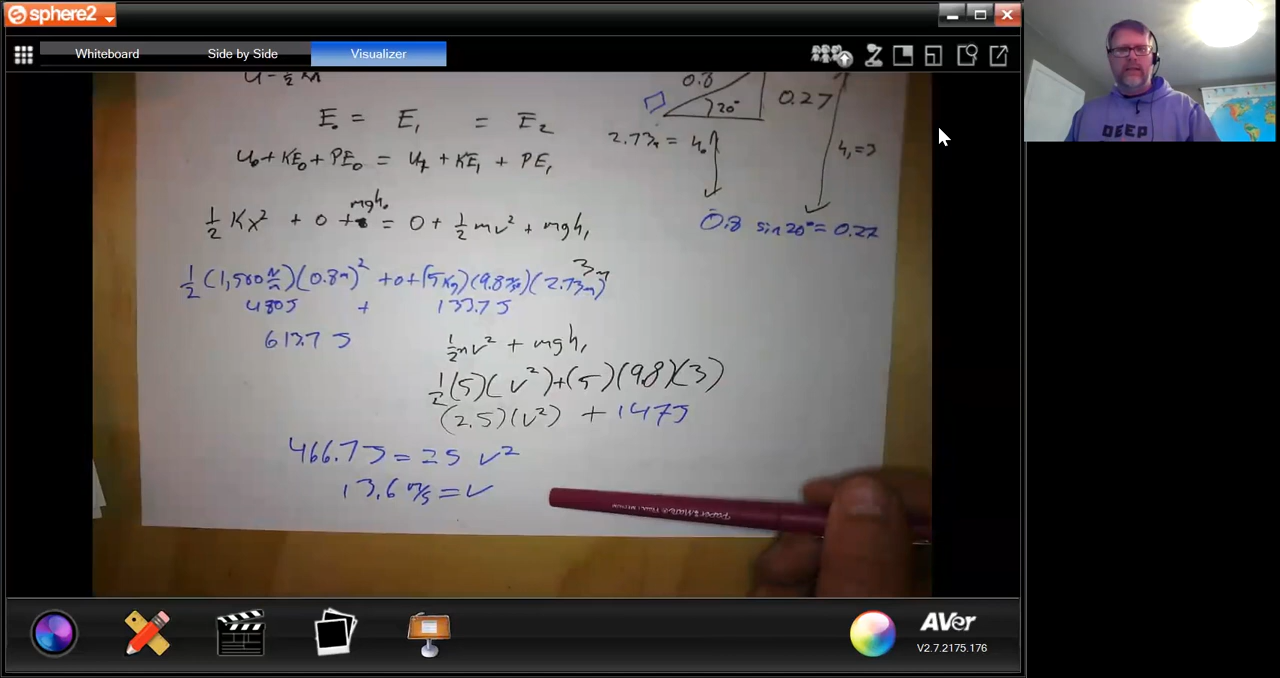 sphere2
Whiteboard
Side by Side
Visualizer
E₀ = E₁ = E₂
U₀ + KE₀ + PE₀ = U₁ + KE₁ + PE₁
½ Kx² + 0 + mgh₀ = 0 + ½ mv² + mgh₁
3m
½ (1,500 N/m)(0.8m)² + 0 + (5Kg)(9.8 m/s²)(2.73m)
480J + 133.7J
613.7 J
½mv² + mgh₁
½(5)(v²)+(5)(9.8)(3)
(2.5)(v²) + 147J
466.7J = 2.5 v²
13.6 m/s = v
0.8
20°
0.27
2.73m = h₀
h₁=3
0.8 sin 20° = 0.27
DEEP
AVer
V2.7.2175.176